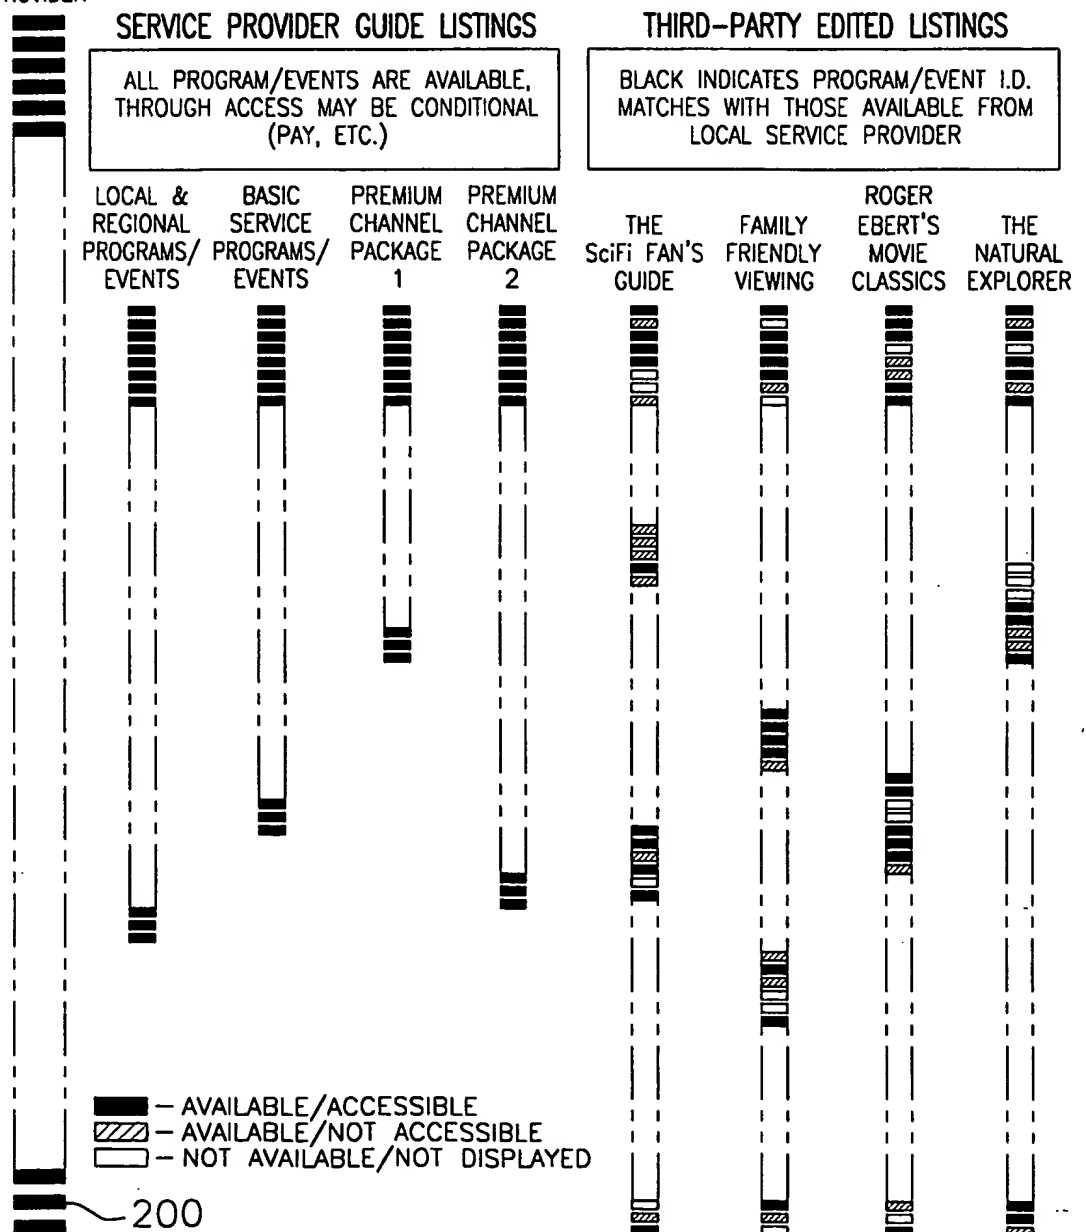 SERVICE PROVIDER GUIDE LISTINGS
ALL PROGRAM/EVENTS ARE AVAILABLE,
THROUGH ACCESS MAY BE CONDITIONAL
(PAY, ETC.)
THIRD-PARTY EDITED LISTINGS
BLACK INDICATES PROGRAM/EVENT I.D.
MATCHES WITH THOSE AVAILABLE FROM
LOCAL SERVICE PROVIDER
LOCAL &
REGIONAL
PROGRAMS/
EVENTS
BASIC
SERVICE
PROGRAMS/
EVENTS
PREMIUM
CHANNEL
PACKAGE
1
PREMIUM
CHANNEL
PACKAGE
2
THE
SciFi FAN'S
GUIDE
FAMILY
FRIENDLY
VIEWING
ROGER
EBERT'S
MOVIE
CLASSICS
THE
NATURAL
EXPLORER
– AVAILABLE/ACCESSIBLE
– AVAILABLE/NOT ACCESSIBLE
– NOT AVAILABLE/NOT DISPLAYED
200